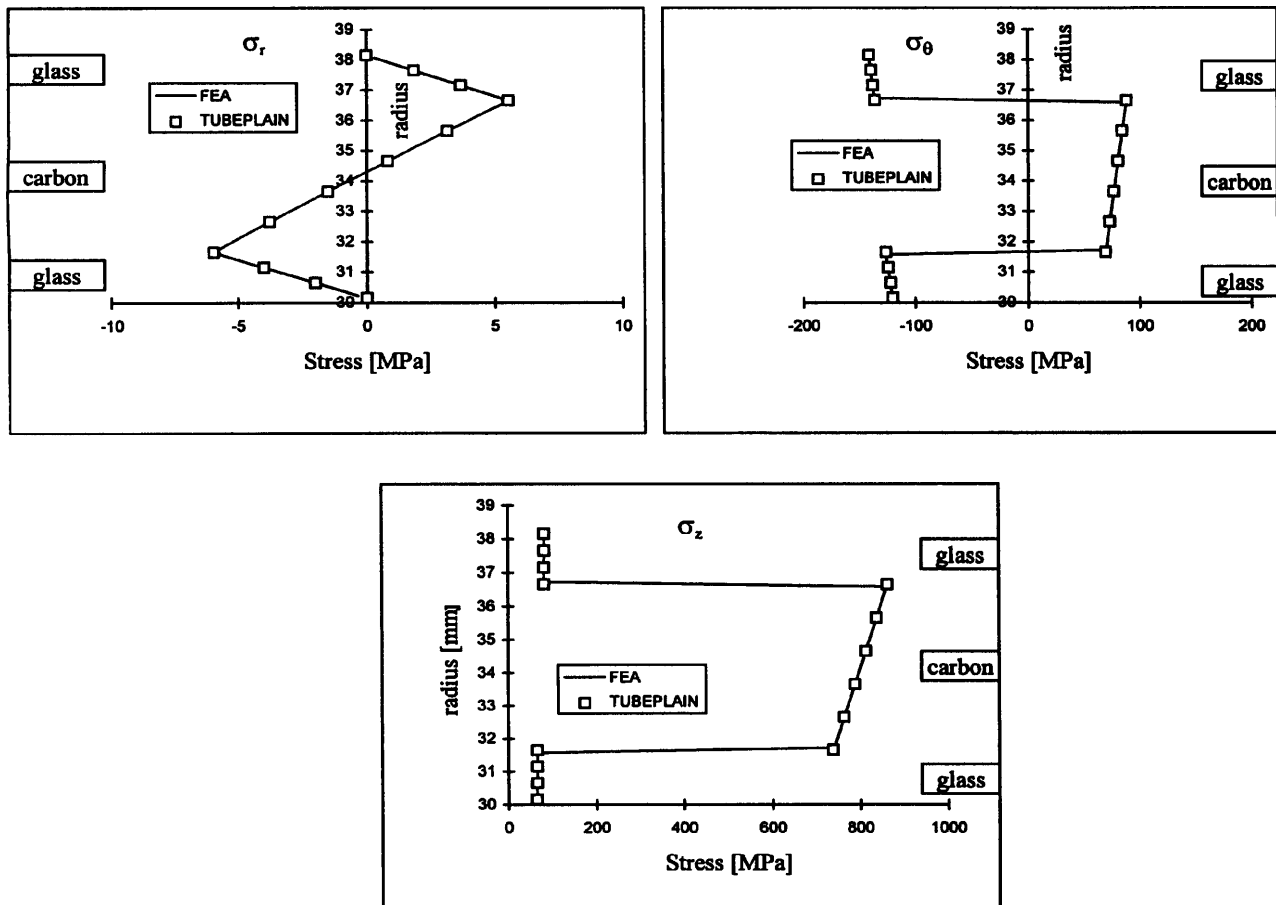 σr
39
38
37
36
35
34
33
32
31
30
radius
glass
carbon
glass
FEA
TUBEPLAIN
-10
-5
0
5
10
Stress [MPa]
σθ
39
38
37
36
35
34
33
32
31
30
radius
glass
carbon
glass
FEA
TUBEPLAIN
-200
-100
0
100
200
Stress [MPa]
σz
39
38
37
36
35
34
33
32
31
30
radius [mm]
glass
carbon
glass
FEA
TUBEPLAIN
0
200
400
600
800
1000
Stress [MPa]